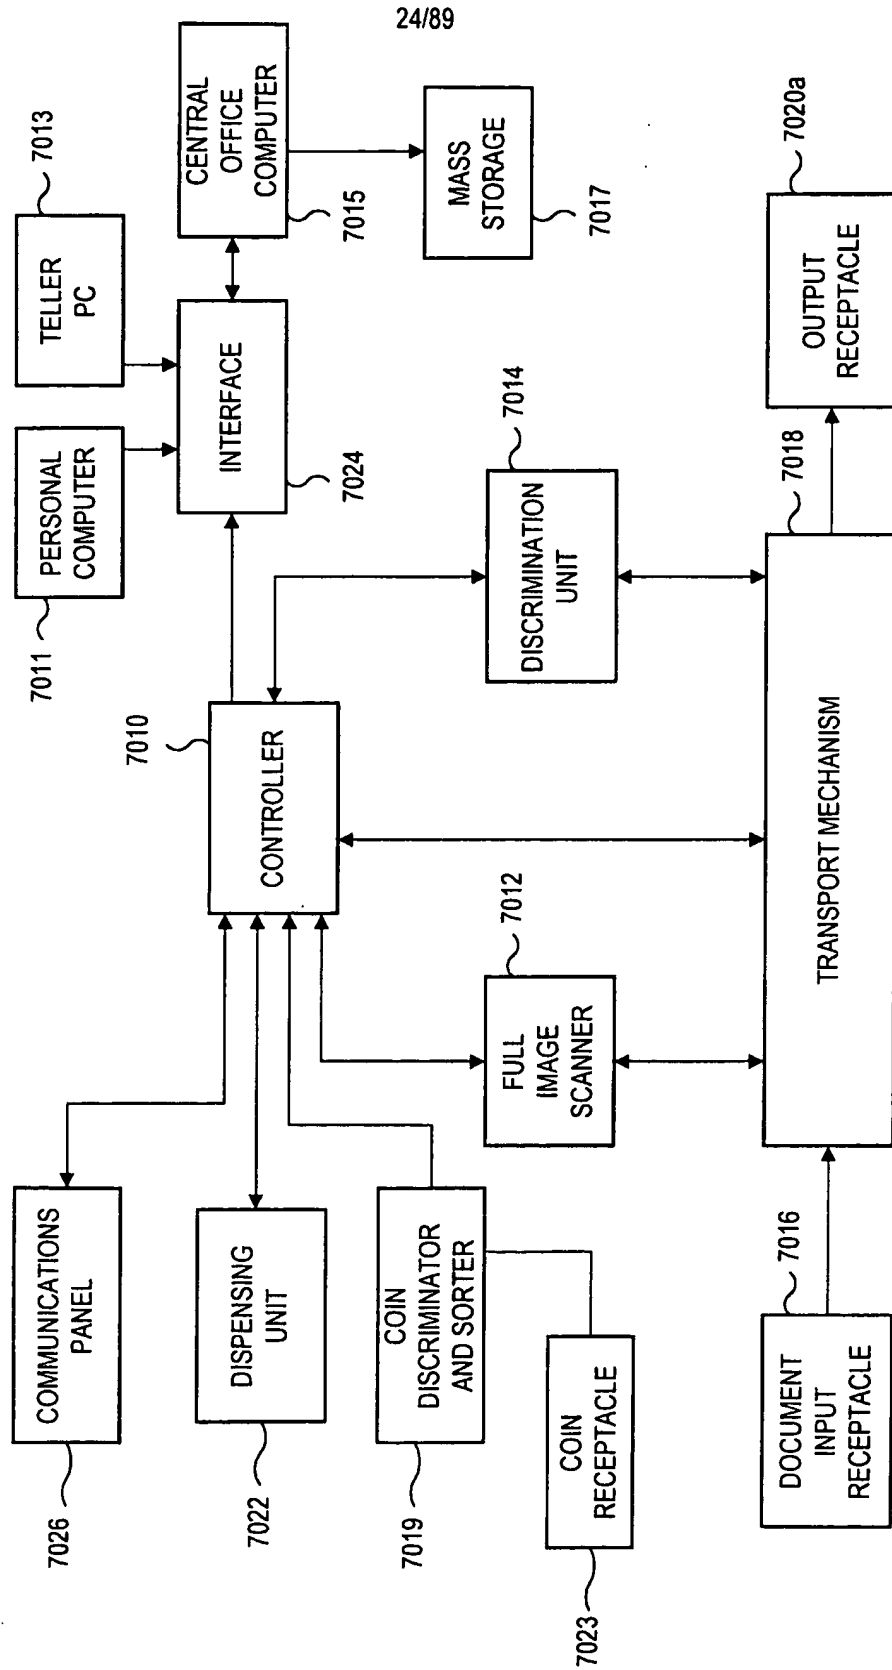 24/89
7013
TELLER
PC
PERSONAL
COMPUTER
7011
CENTRAL
OFFICE
COMPUTER
7015
MASS
STORAGE
7017
INTERFACE
7024
7010
CONTROLLER
7014
DISCRIMINATION
UNIT
7020a
OUTPUT
RECEPTACLE
7018
TRANSPORT MECHANISM
7012
FULL
IMAGE
SCANNER
COMMUNICATIONS
PANEL
7026
DISPENSING
UNIT
7022
COIN
DISCRIMINATOR
AND SORTER
7019
COIN
RECEPTACLE
7023
7016
DOCUMENT
INPUT
RECEPTACLE